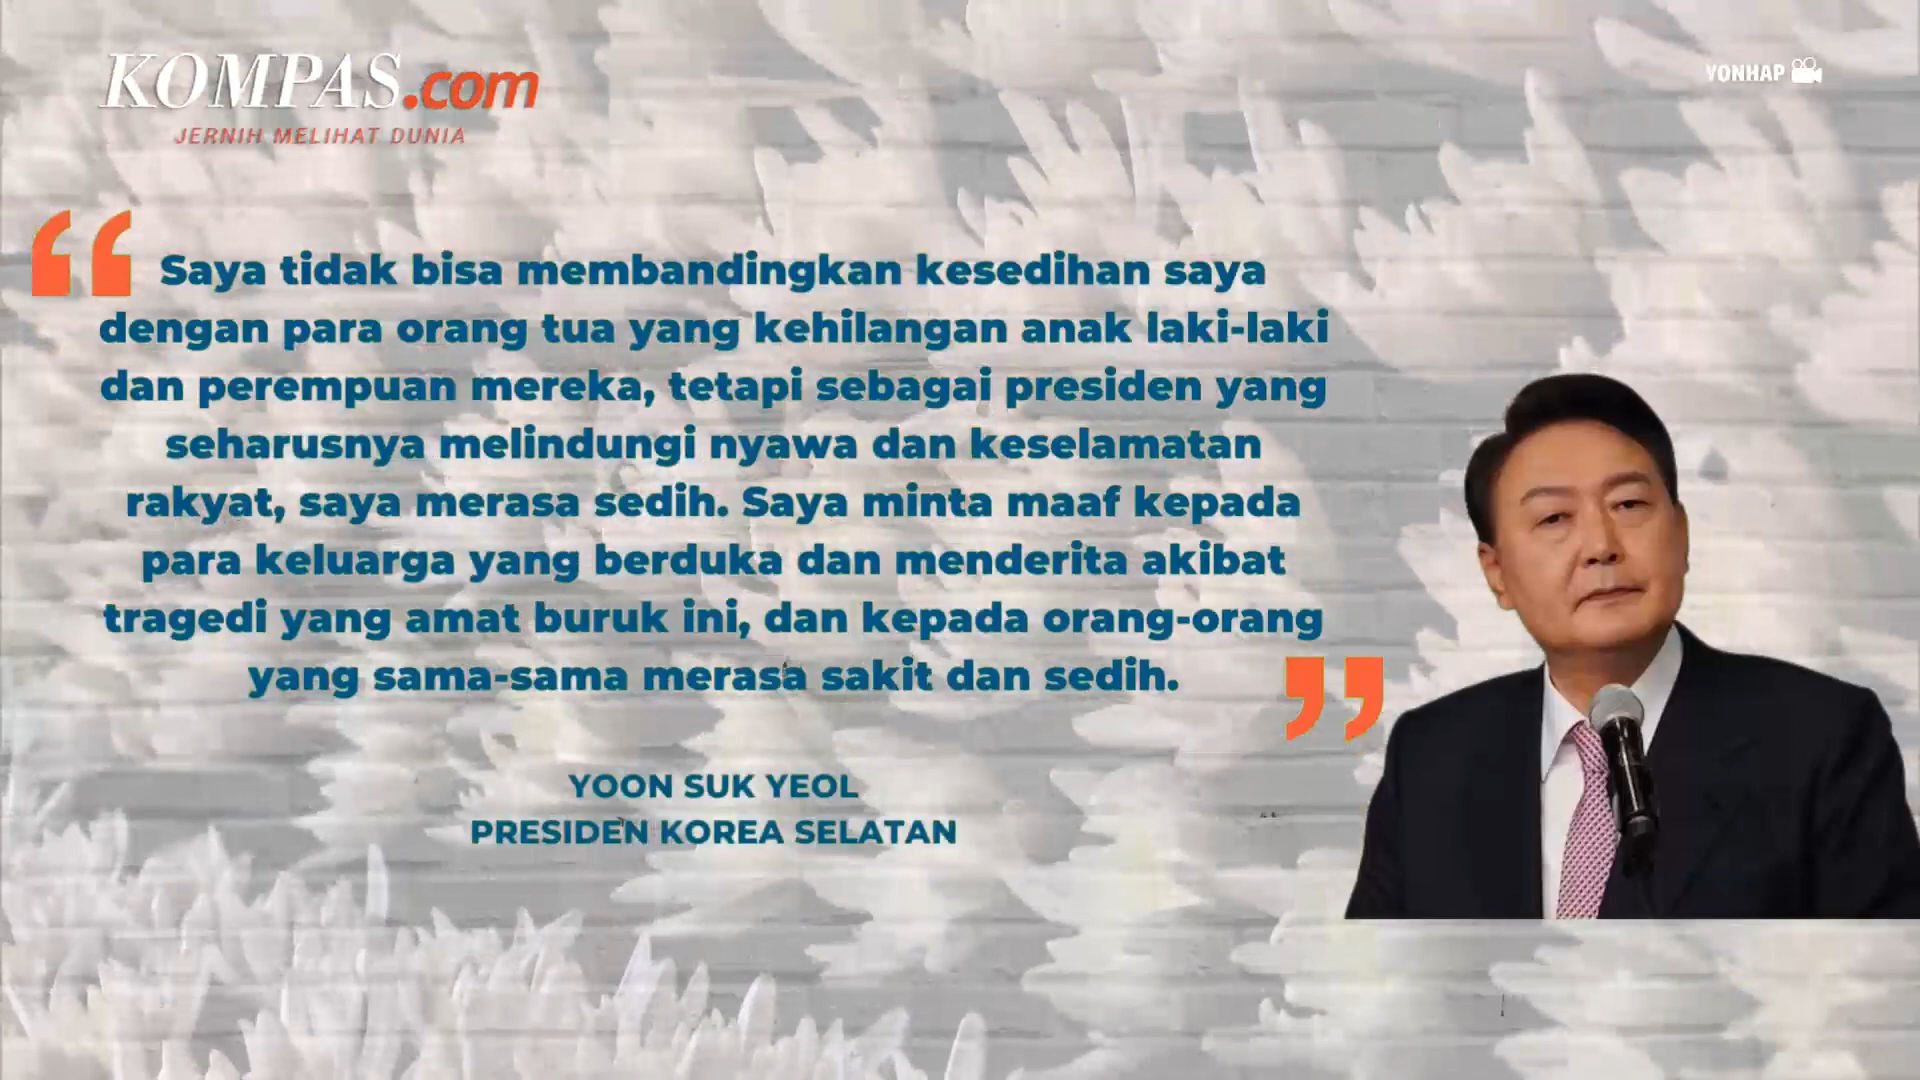 KOMPAS.com
JERNIH MELIHAT DUNIA
YONHAP
“ Saya tidak bisa membandingkan kesedihan saya
dengan para orang tua yang kehilangan anak laki-laki
dan perempuan mereka, tetapi sebagai presiden yang
seharusnya melindungi nyawa dan keselamatan
rakyat, saya merasa sedih. Saya minta maaf kepada
para keluarga yang berduka dan menderita akibat
tragedi yang amat buruk ini, dan kepada orang-orang
yang sama-sama merasa sakit dan sedih. ”
YOON SUK YEOL
PRESIDEN KOREA SELATAN